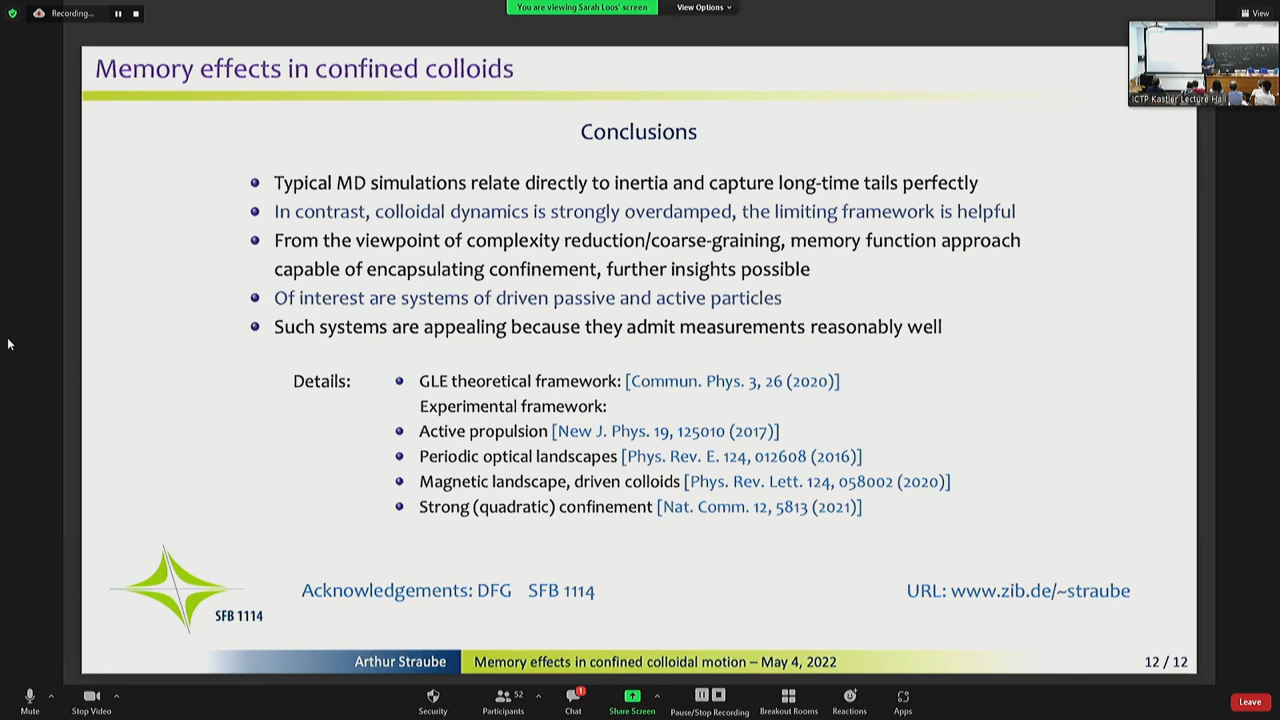 Recording...
You are viewing Sarah Loos' screen
View Options
View
ICTP Kastler Lecture Hall
Memory effects in confined colloids
Conclusions
Typical MD simulations relate directly to inertia and capture long-time tails perfectly
In contrast, colloidal dynamics is strongly overdamped, the limiting framework is helpful
From the viewpoint of complexity reduction/coarse-graining, memory function approach
capable of encapsulating confinement, further insights possible
Of interest are systems of driven passive and active particles
Such systems are appealing because they admit measurements reasonably well
Details:
GLE theoretical framework: [Commun. Phys. 3, 26 (2020)]
Experimental framework:
Active propulsion [New J. Phys. 19, 125010 (2017)]
Periodic optical landscapes [Phys. Rev. E. 124, 012608 (2016)]
Magnetic landscape, driven colloids [Phys. Rev. Lett. 124, 058002 (2020)]
Strong (quadratic) confinement [Nat. Comm. 12, 5813 (2021)]
SFB 1114
Acknowledgements: DFG SFB 1114
URL: www.zib.de/~straube
Arthur Straube
Memory effects in confined colloidal motion – May 4, 2022
12 / 12
Mute
Stop Video
Security
Participants
52
Chat
1
Share Screen
Pause/Stop Recording
Breakout Rooms
Reactions
Apps
Leave